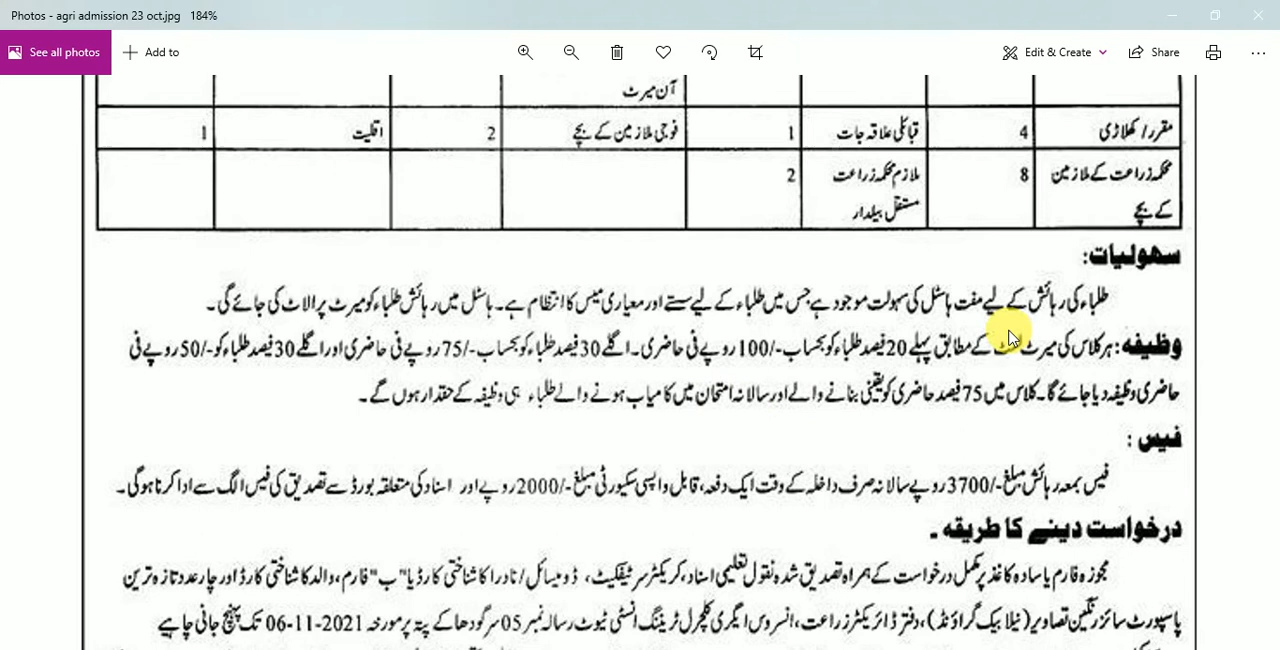 Photos - agri admission 23 oct.jpg 184%
See all photos
Add to
Edit & Create
Share
آن میرٹ
مقرر/کھلاڑی 4 قبائلی علاقہ جات 1 فوجی ملازمین کے بچے 2 اقلیت 1
محکمہ زراعت کے ملازمین 8 ملازم محکمہ زراعت 2
کے بچے مستقل بیلدار
سہولیات:
طلباء کی رہائش کے لیے مفت ہاسٹل کی سہولت موجود ہے جس میں طلباء کے لیے سستے اور معیاری میس کا انتظام ہے۔ ہاسٹل میں رہائش طلباء کو میرٹ پر الاٹ کی جائے گی۔
وظیفہ: ہر کلاس کی میرٹ کے مطابق پہلے 20 فیصد طلباء کو بحساب -/100 روپے فی حاضری۔ اگلے 30 فیصد طلباء کو بحساب -/75 روپے فی حاضری اور اگلے 30 فیصد طلباء کو -/50 روپے فی
حاضری وظیفہ دیا جائے گا۔ کلاس میں 75 فیصد حاضری کو یقینی بنانے والے اور سالانہ امتحان میں کامیاب ہونے والے طلباء ہی وظیفہ کے حقدار ہوں گے۔
فیس :
فیس بمعہ رہائش مبلغ -/3700 روپے سالانہ صرف داخلہ کے وقت ایک دفعہ، قابل واپسی سکیورٹی مبلغ -/2000 روپے اور اسناد کی متعلقہ بورڈ سے تصدیق کی فیس الگ سے ادا کرنا ہوگی۔
درخواست دینے کا طریقہ ۔
مجوزہ فارم یا سادہ کاغذ پر مکمل درخواست کے ہمراہ تصدیق شدہ نقول تعلیمی اسناد، کریکٹر سرٹیفکیٹ، ڈومیسائل/نادرا کا شناختی کارڈ یا "ب" فارم، والد کا شناختی کارڈ اور چار عدد تازہ ترین
پاسپورٹ سائز رنگین تصاویر (نیلا بیک گراؤنڈ)، دفتر ڈائریکٹر زراعت، انسروس ایگری کلچرل ٹریننگ انسٹی ٹیوٹ رسالہ نمبر 05 سرگودھا کے پتہ پر مورخہ 2021-11-06 تک پہنچ جانی چاہیے